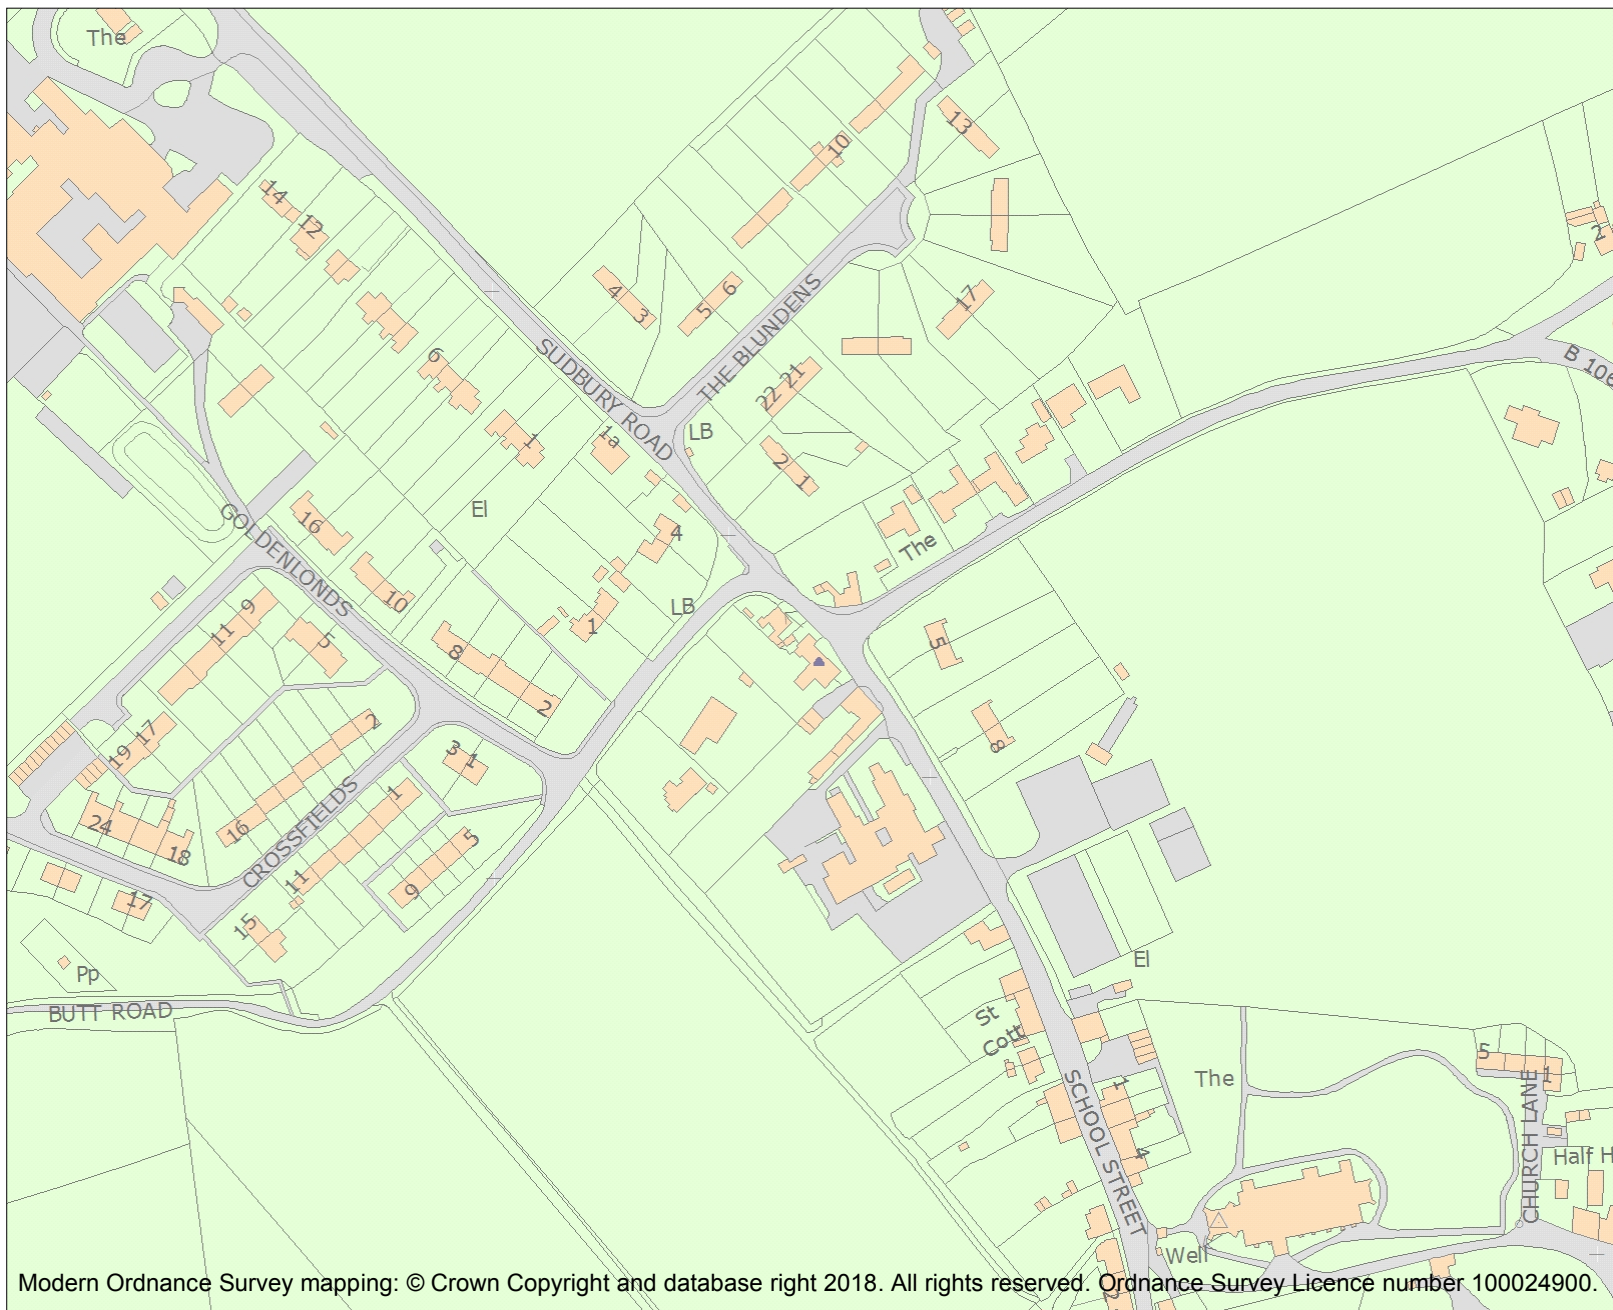 The
13
10
14
12
2
4
3
5
6
17
THE BLUNDENS
B 106
6
SUDBURY ROAD
22 21
1
1a
LB
2
1
El
4
The
GOLDENLONDS
16
10
LB
1
9
11
5
8
2
5
8
2
17
19
3
1
1
CROSSFIELDS
16
24
18
11
5
9
17
15
Pp
BUTT ROAD
El
St
Cott
The
5
1
1
4
SCHOOL STREET
CHURCH LANE
Half H
Well
Modern Ordnance Survey mapping: © Crown Copyright and database right 2018. All rights reserved. Ordnance Survey Licence number 100024900.